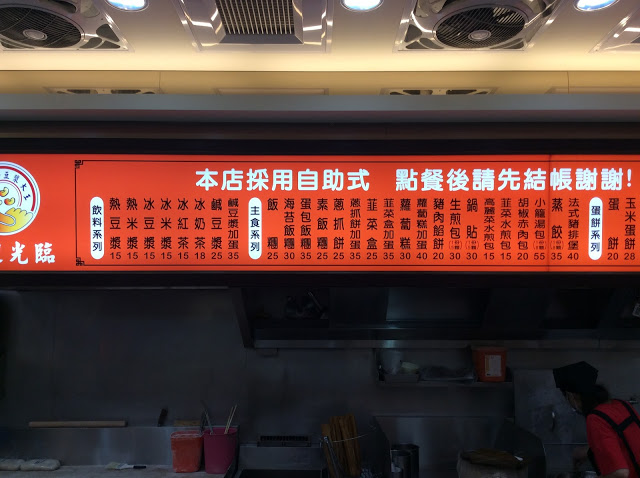 豆漿大王
光臨
本店採用自助式 點餐後請先結帳謝謝!
飲料系列
熱豆漿 15
熱米漿 15
冰豆漿 15
冰米漿 15
冰紅茶 15
冰奶茶 18
鹹豆漿 25
鹹豆漿加蛋 35
主食系列
飯糰 25
海苔飯糰 30
蛋包飯糰 35
素飯糰 25
蔥抓餅 25
蔥抓餅加蛋 35
韭菜盒 25
韭菜盒加蛋 35
蘿蔔糕 30
蘿蔔糕加蛋 40
豬肉餡餅 20
生煎包 30
鍋貼 30
高麗菜水煎包 15
韭菜水煎包 15
胡椒赤肉包 20
小籠湯包 55
蒸餃 35
法式豬排堡 40
蛋餅系列
蛋餅 20
玉米蛋餅 28